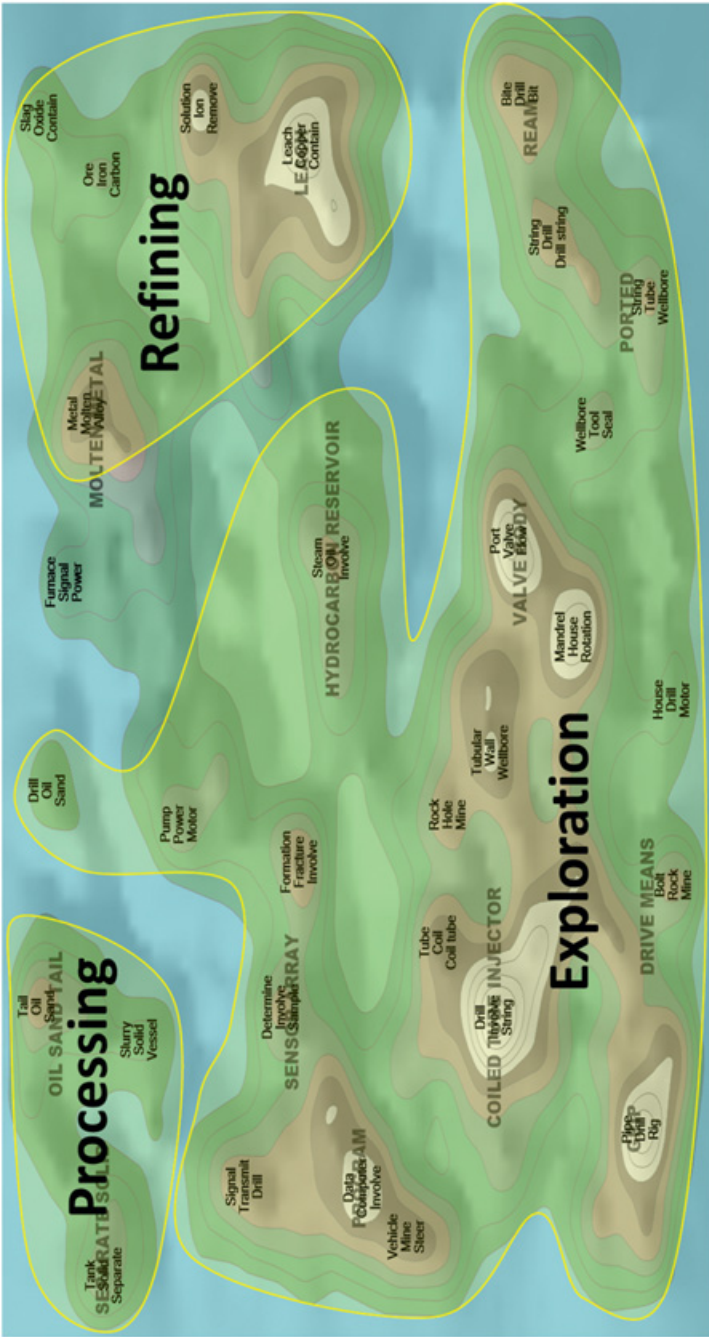 Tank
Solid
Separate
Tail
Oil
Sand
OIL SAND TAIL
Slurry
Solid
Vessel
Processing
Drill
Oil
Sand
Furnace
Signal
Power
Metal
Molten
Alloy
MOLTEN METAL
Slag
Oxide
Contain
Ore
Iron
Carbon
Refining
Solution
Ion
Remove
Leach
Copper
Contain
Pump
Power
Motor
Signal
Transmit
Drill
Determine
Involve
Sample
SENSOR ARRAY
Formation
Fracture
Involve
Steam
Oil
Involve
HYDROCARBON RESERVOIR
Data
Computer
Involve
PROGRAM
Vehicle
Mine
Steer
Tube
Coil
Coil tube
Rock
Hole
Mine
Drill
Involve
String
COILED TUBING INJECTOR
Tubular
Wall
Wellbore
Port
Valve
Flow
VALVE BODY
Bite
Drill
Bit
REAM
String
Drill
Drill string
Mandrel
House
Rotation
Exploration
Wellbore
Tool
Seal
PORTED
String
Tube
Wellbore
Pipe
Drill
Rig
DRIVE MEANS
Bolt
Rock
Mine
House
Drill
Motor